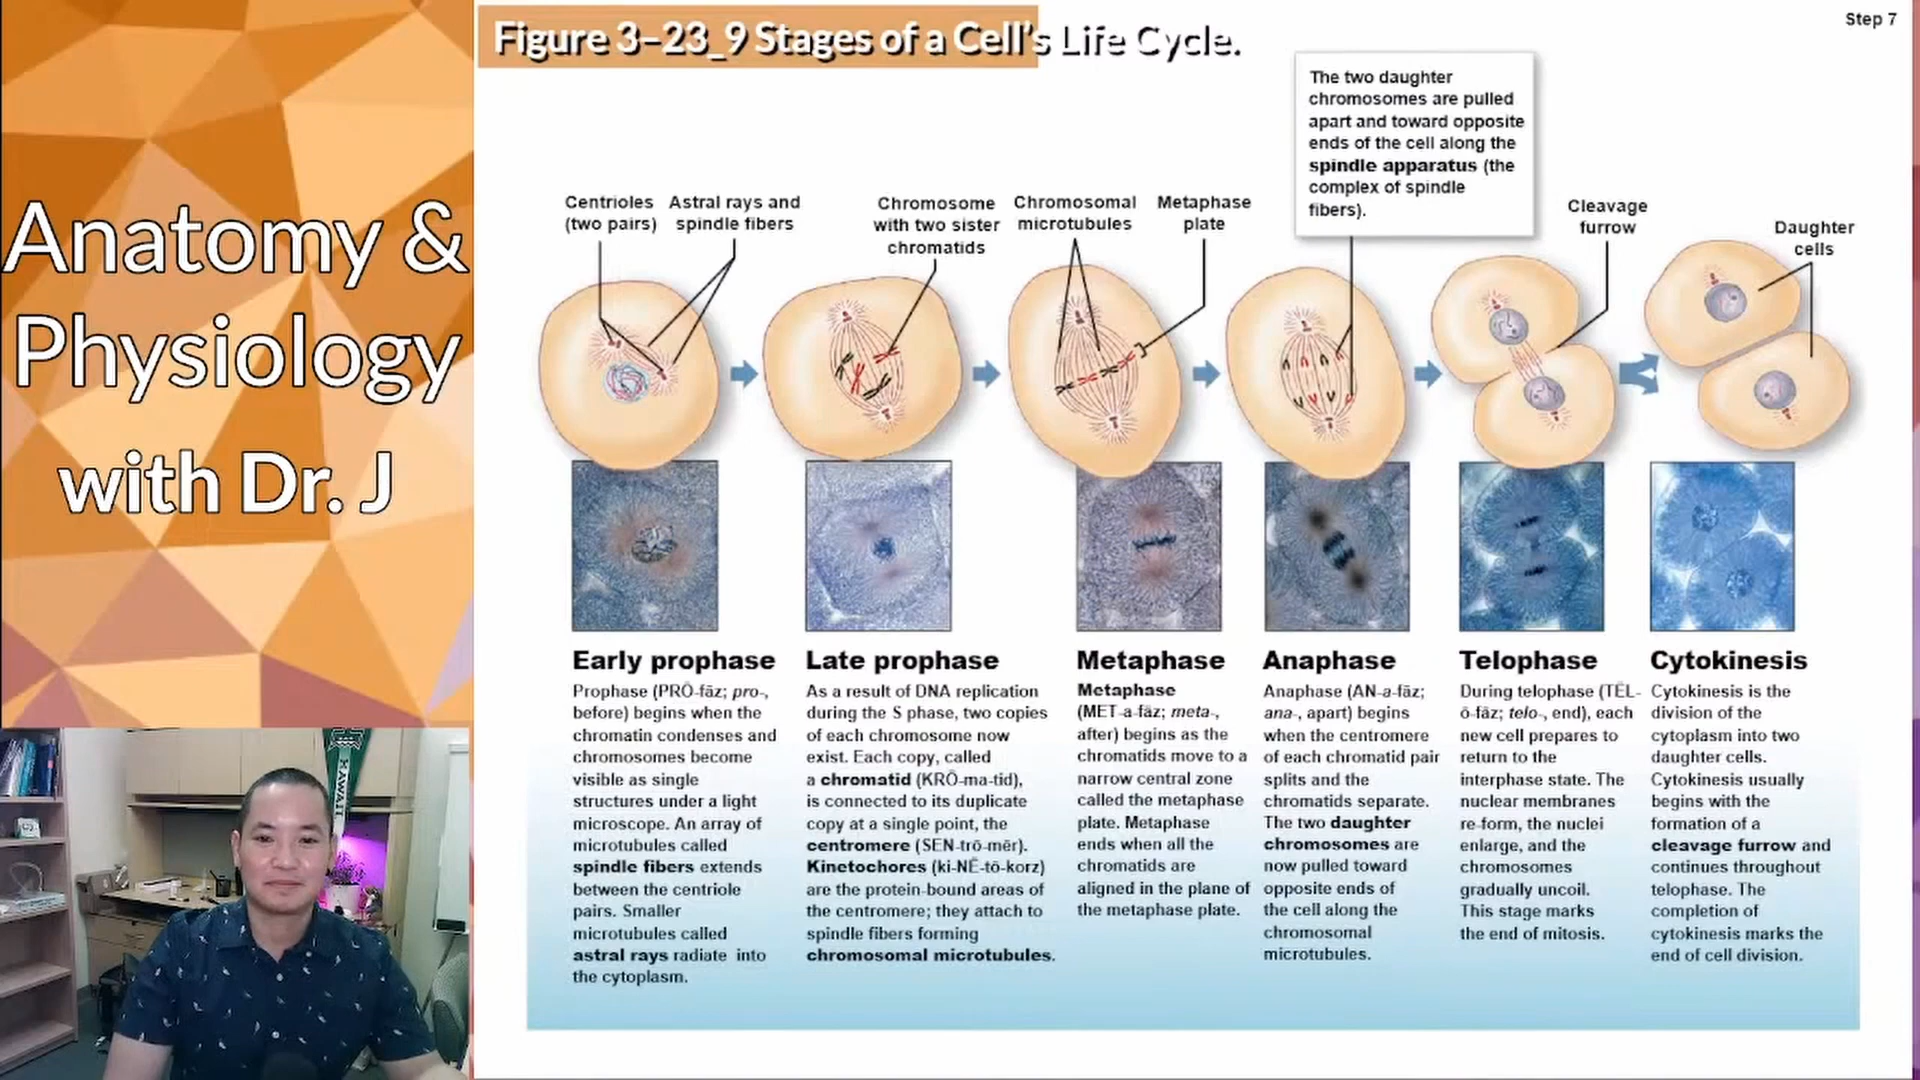 Anatomy &
Physiology
with Dr. J
HAWAI'I
Figure 3–23_9 Stages of a Cell's Life Cycle.
Step 7
The two daughter
chromosomes are pulled
apart and toward opposite
ends of the cell along the
spindle apparatus (the
complex of spindle
fibers).
Centrioles
(two pairs)
Astral rays and
spindle fibers
Chromosome
with two sister
chromatids
Chromosomal
microtubules
Metaphase
plate
Cleavage
furrow
Daughter
cells
Early prophase
Prophase (PRŌ-fāz; pro-,
before) begins when the
chromatin condenses and
chromosomes become
visible as single
structures under a light
microscope. An array of
microtubules called
spindle fibers extends
between the centriole
pairs. Smaller
microtubules called
astral rays radiate into
the cytoplasm.
Late prophase
As a result of DNA replication
during the S phase, two copies
of each chromosome now
exist. Each copy, called
a chromatid (KRŌ-ma-tid),
is connected to its duplicate
copy at a single point, the
centromere (SEN-trō-mēr).
Kinetochores (ki-NĒ-tō-korz)
are the protein-bound areas of
the centromere; they attach to
spindle fibers forming
chromosomal microtubules.
Metaphase
Metaphase
(MET-a-fāz; meta-,
after) begins as the
chromatids move to a
narrow central zone
called the metaphase
plate. Metaphase
ends when all the
chromatids are
aligned in the plane of
the metaphase plate.
Anaphase
Anaphase (AN-a-fāz;
ana-, apart) begins
when the centromere
of each chromatid pair
splits and the
chromatids separate.
The two daughter
chromosomes are
now pulled toward
opposite ends of
the cell along the
chromosomal
microtubules.
Telophase
During telophase (TĒL-
ō-fāz; telo-, end), each
new cell prepares to
return to the
interphase state. The
nuclear membranes
re-form, the nuclei
enlarge, and the
chromosomes
gradually uncoil.
This stage marks
the end of mitosis.
Cytokinesis
Cytokinesis is the
division of the
cytoplasm into two
daughter cells.
Cytokinesis usually
begins with the
formation of a
cleavage furrow and
continues throughout
telophase. The
completion of
cytokinesis marks the
end of cell division.